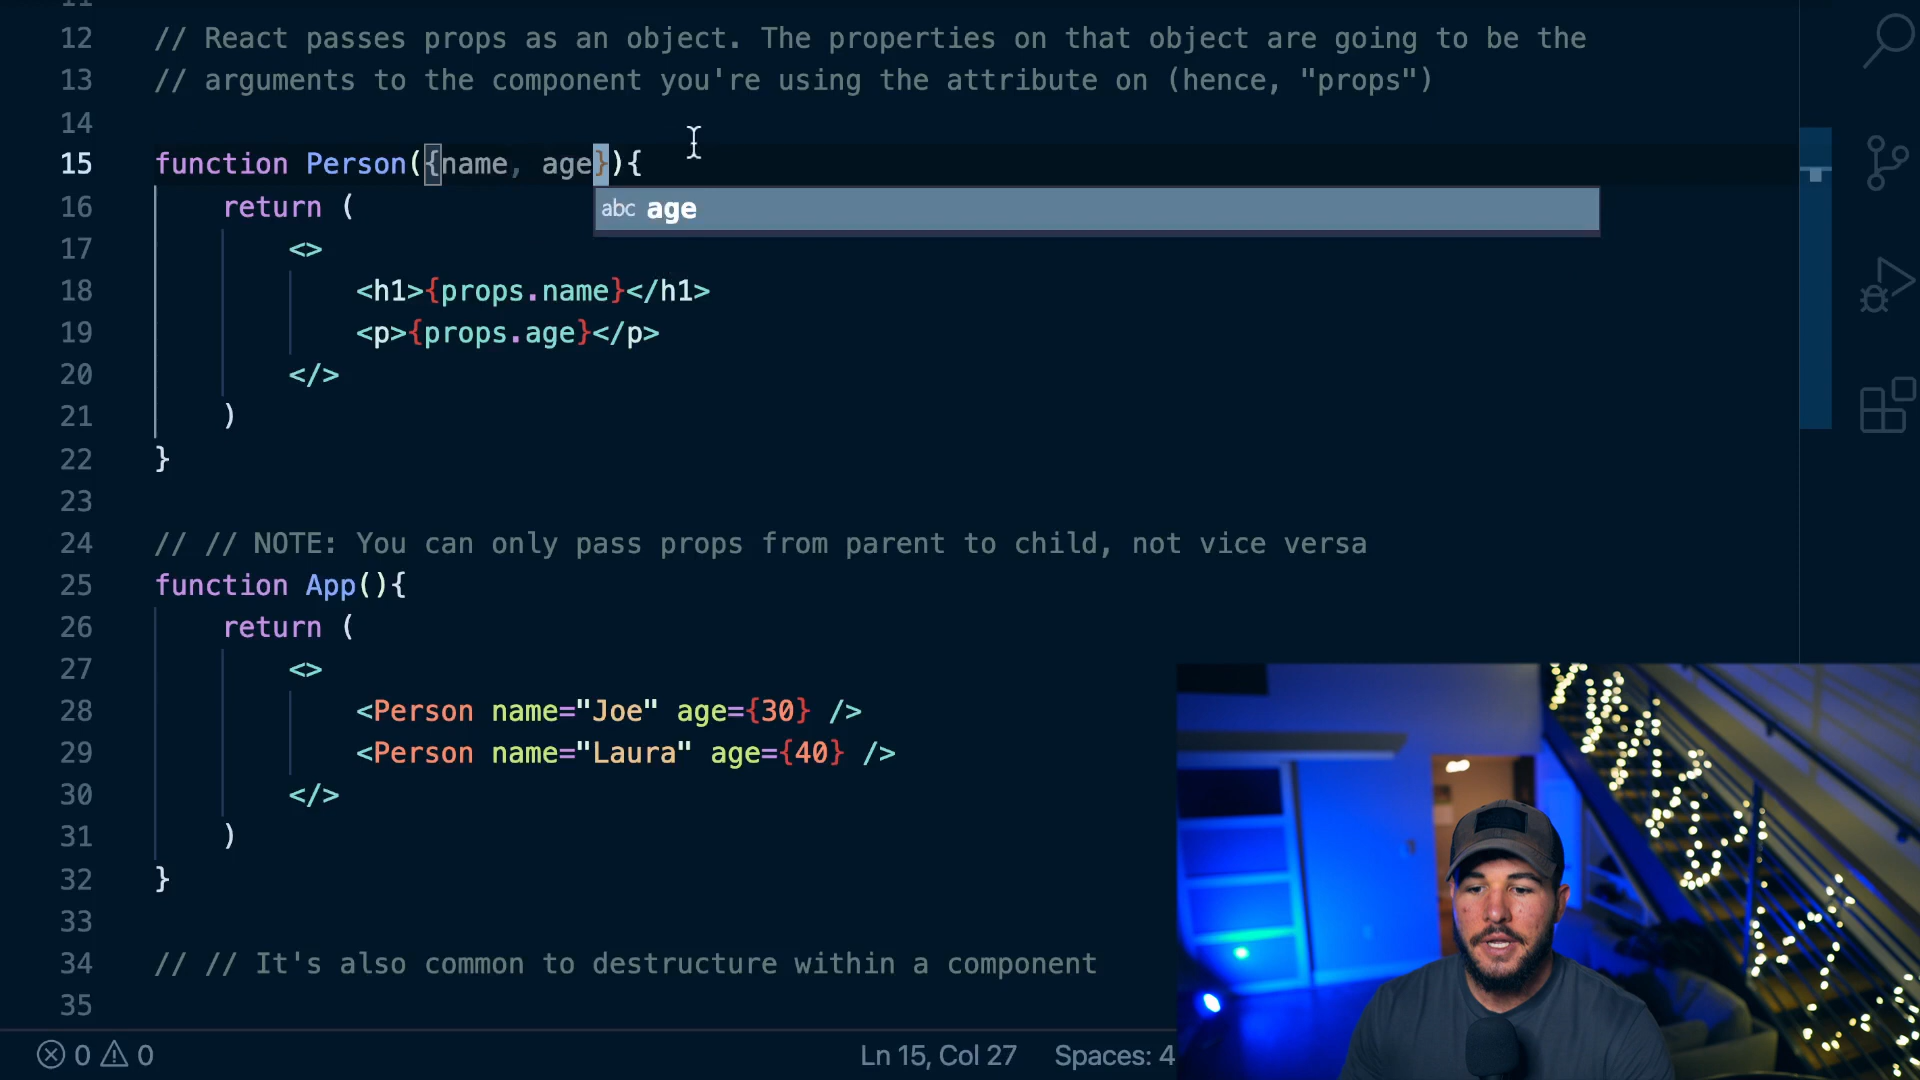 11
12 // React passes props as an object. The properties on that object are going to be the
13 // arguments to the component you're using the attribute on (hence, "props")
14
15 function Person({name, age}){
abc age
16 return (
17 <>
18 <h1>{props.name}</h1>
19 <p>{props.age}</p>
20 </>
21 )
22 }
23
24 // // NOTE: You can only pass props from parent to child, not vice versa
25 function App(){
26 return (
27 <>
28 <Person name="Joe" age={30} />
29 <Person name="Laura" age={40} />
30 </>
31 )
32 }
33
34 // // It's also common to destructure within a component
35
0 0 Ln 15, Col 27 Spaces: 4